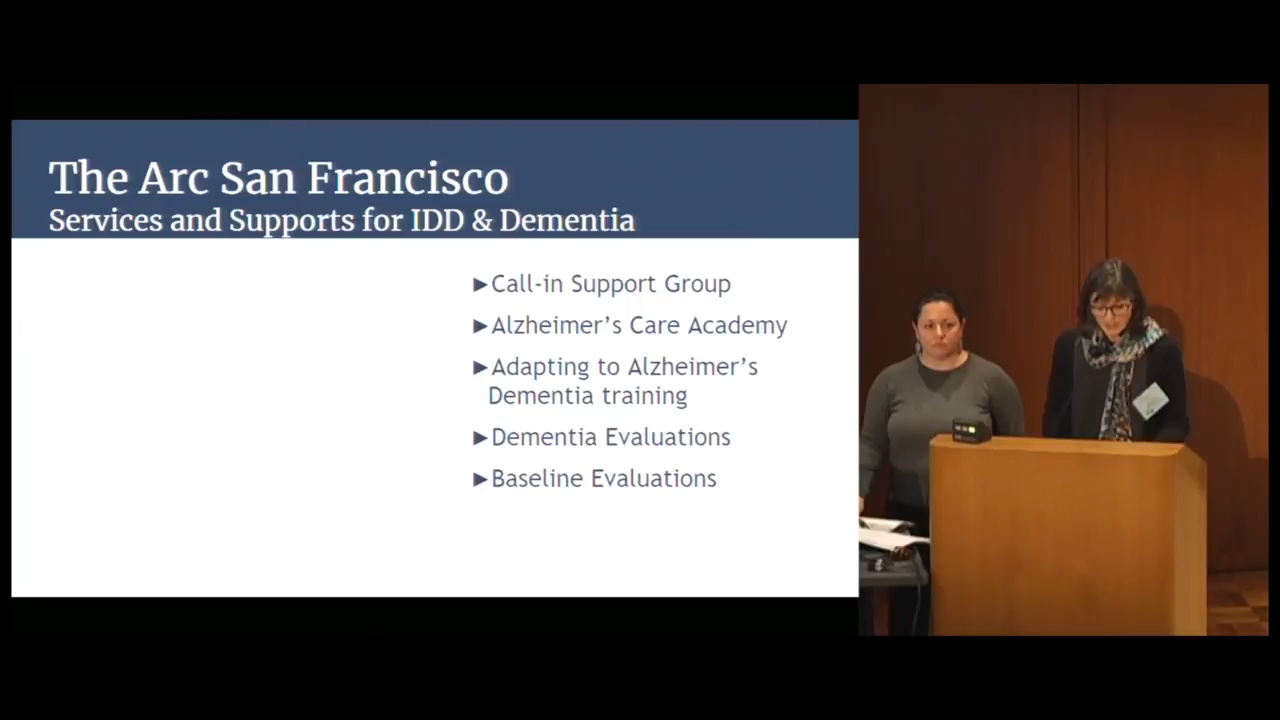 The Arc San Francisco
Services and Supports for IDD & Dementia
►Call-in Support Group
►Alzheimer’s Care Academy
►Adapting to Alzheimer’s
Dementia training
►Dementia Evaluations
►Baseline Evaluations